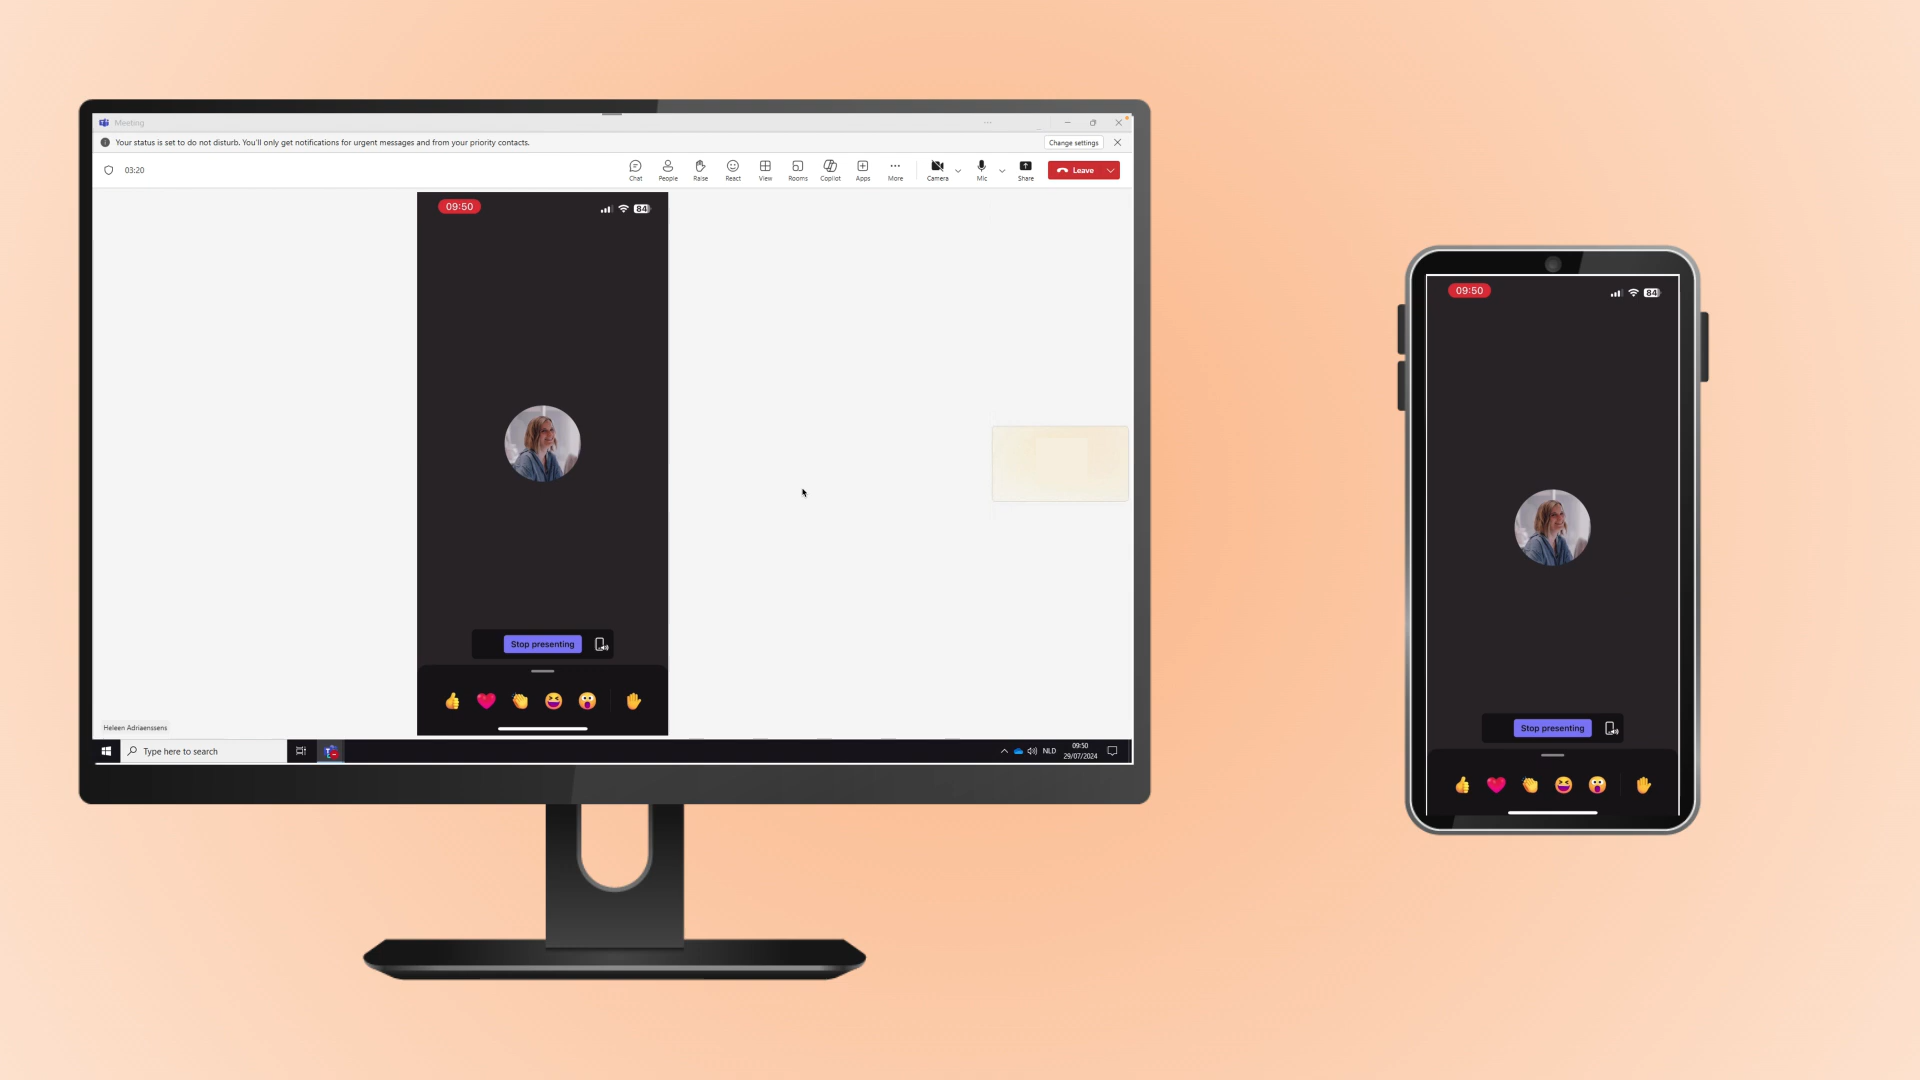 Meeting
Your status is set to do not disturb. You'll only get notifications for urgent messages and from your priority contacts.
Change settings
03:20
Chat
People
Raise
React
View
Rooms
Copilot
Apps
More
Camera
Mic
Share
Leave
09:50
84
Stop presenting
Heleen Adriaenssens
Type here to search
NLD
09:50
29/07/2024
09:50
84
Stop presenting